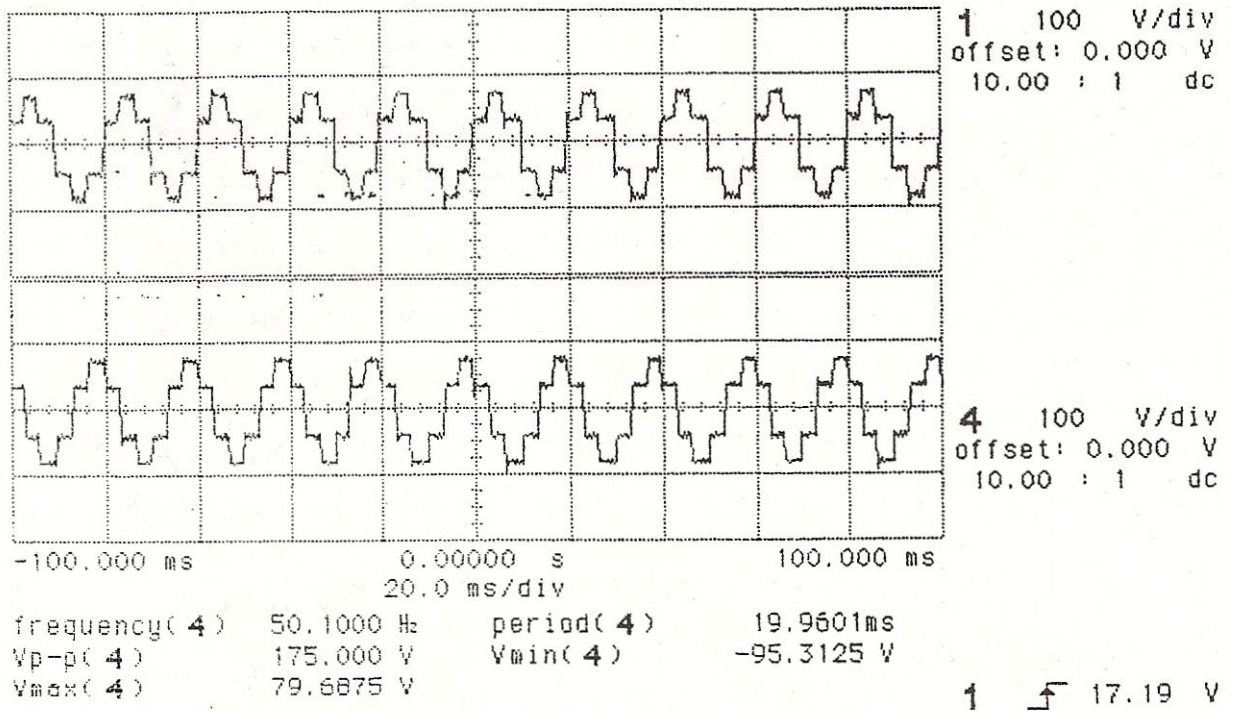 1 100 V/div
offset: 0.000 V
10.00 : 1 dc
4 100 V/div
offset: 0.000 V
10.00 : 1 dc
-100.000 ms 0.00000 s 100.000 ms
20.0 ms/div
frequency( 4 ) 50.1000 Hz period( 4 ) 19.9601ms
Vp-p( 4 ) 175.000 V Vmin( 4 ) -95.3125 V
Vmax( 4 ) 79.6875 V
1 17.19 V